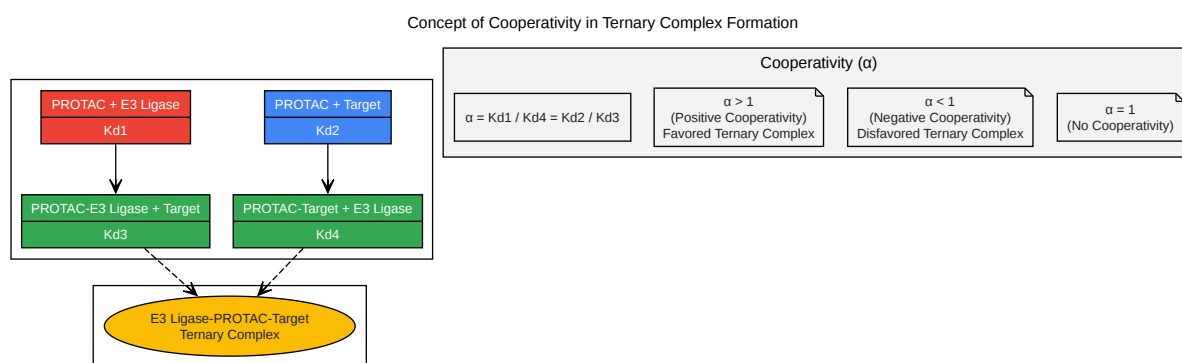 Concept of Cooperativity in Ternary Complex Formation
PROTAC + E3 Ligase
Kd1
PROTAC + Target
Kd2
PROTAC-E3 Ligase + Target
Kd3
PROTAC-Target + E3 Ligase
Kd4
E3 Ligase-PROTAC-Target
Ternary Complex
Cooperativity (α)
α = Kd1 / Kd4 = Kd2 / Kd3
α > 1
(Positive Cooperativity)
Favored Ternary Complex
α < 1
(Negative Cooperativity)
Disfavored Ternary Complex
α = 1
(No Cooperativity)